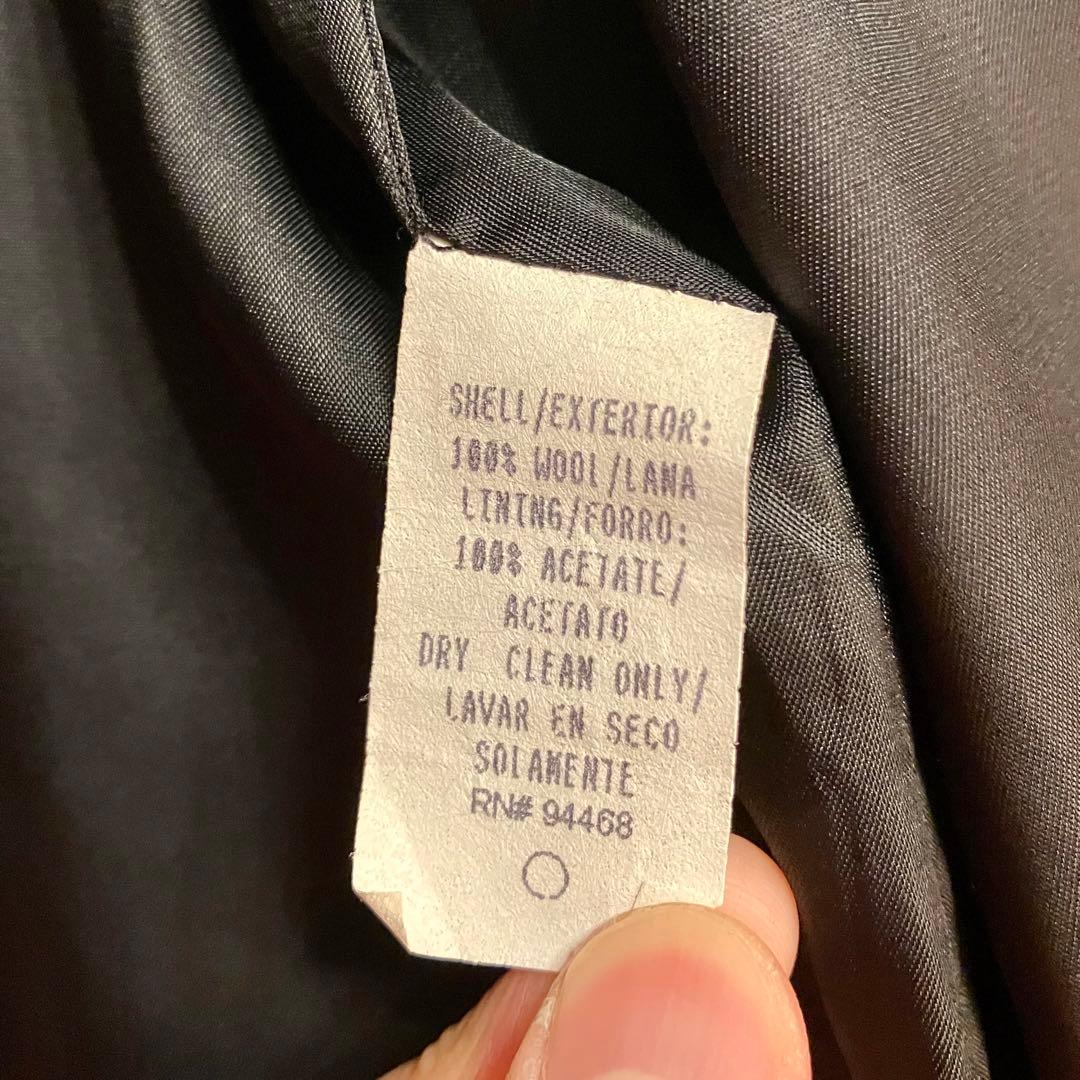 SHELL/EXTERIOR:
100% WOOL/LANA
LINING/FORRO:
100% ACETATE/
ACETATO
DRY CLEAN ONLY/
LAVAR EN SECO
SOLAMENTE
RN# 94468